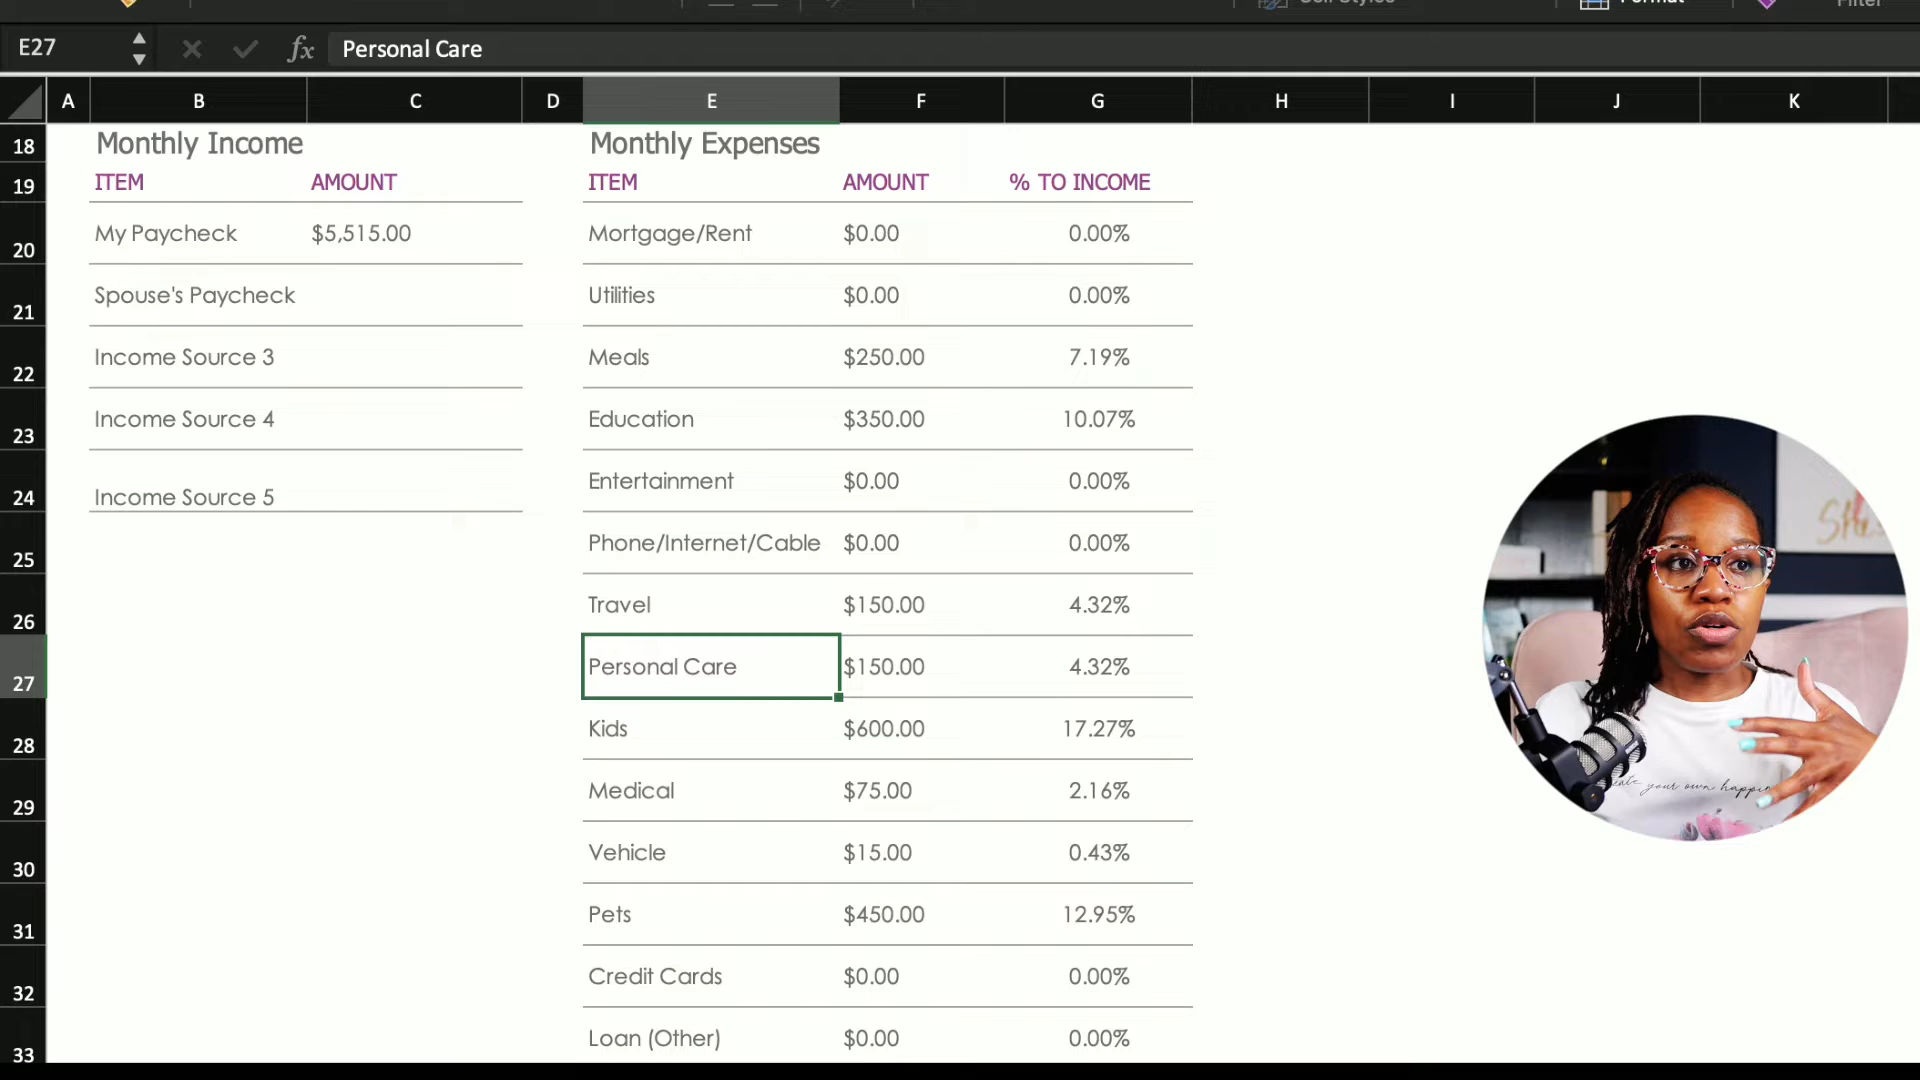 E27 fx Personal Care
A B C D E F G H I J K
18 Monthly Income Monthly Expenses
19 ITEM AMOUNT ITEM AMOUNT % TO INCOME
20 My Paycheck $5,515.00 Mortgage/Rent $0.00 0.00%
21 Spouse's Paycheck Utilities $0.00 0.00%
22 Income Source 3 Meals $250.00 7.19%
23 Income Source 4 Education $350.00 10.07%
24 Income Source 5 Entertainment $0.00 0.00%
25 Phone/Internet/Cable $0.00 0.00%
26 Travel $150.00 4.32%
27 Personal Care $150.00 4.32%
28 Kids $600.00 17.27%
29 Medical $75.00 2.16%
30 Vehicle $15.00 0.43%
31 Pets $450.00 12.95%
32 Credit Cards $0.00 0.00%
33 Loan (Other) $0.00 0.00%
your own